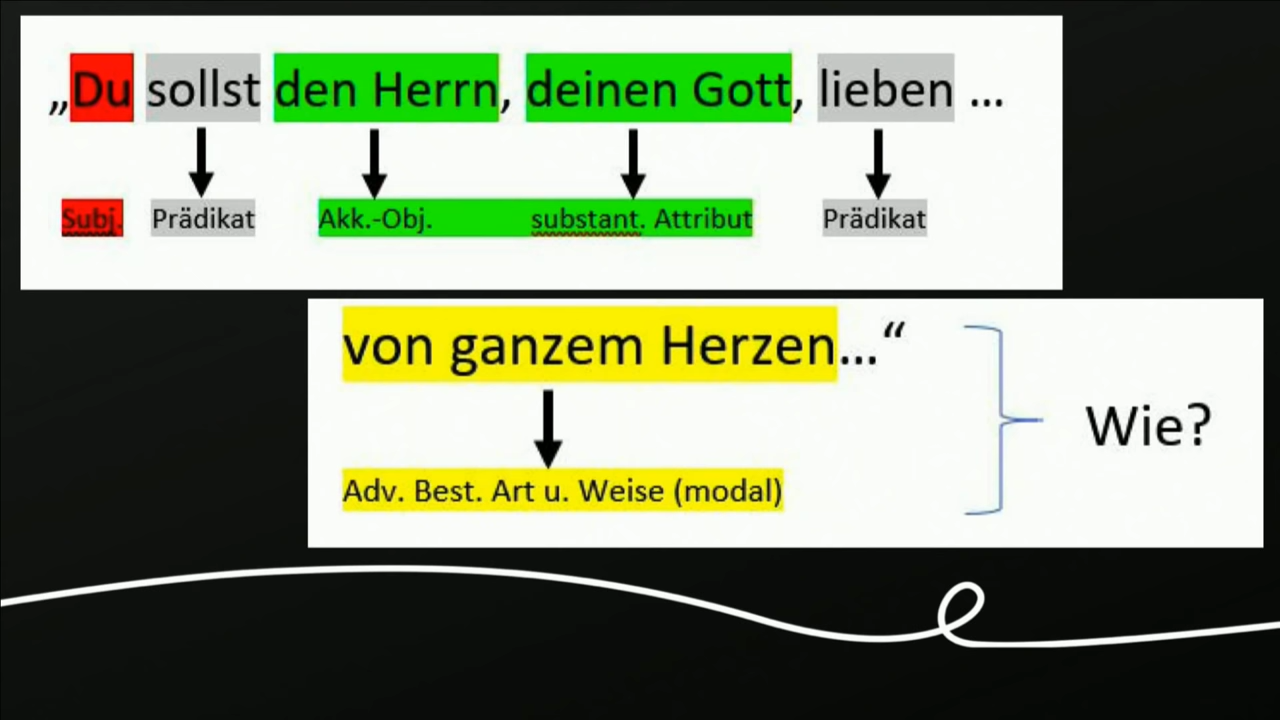 „Du sollst den Herrn, deinen Gott, lieben ...
Subj. Prädikat Akk.-Obj. substant. Attribut Prädikat
von ganzem Herzen...“
Wie?
Adv. Best. Art u. Weise (modal)